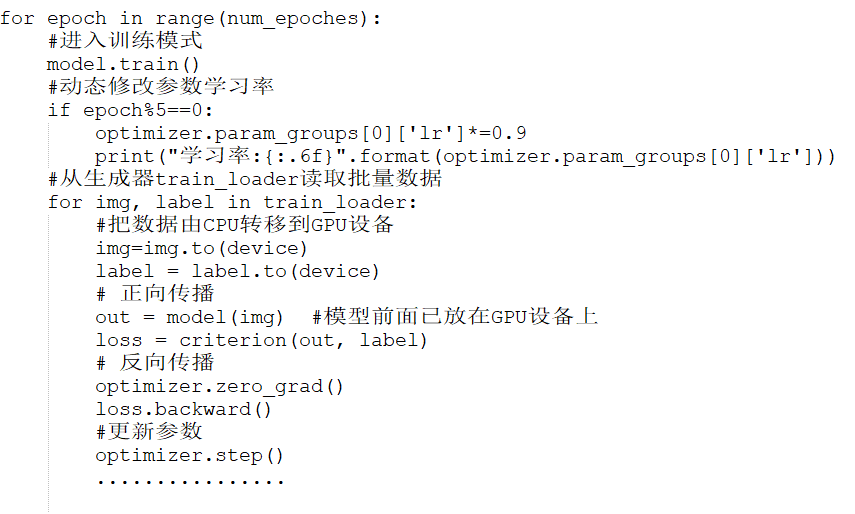 for epoch in range(num_epoches):
    #进入训练模式
    model.train()
    #动态修改参数学习率
    if epoch%5==0:
        optimizer.param_groups[0]['lr']*=0.9
        print("学习率:{:.6f}".format(optimizer.param_groups[0]['lr']))
    #从生成器train_loader读取批量数据
    for img, label in train_loader:
        #把数据由CPU转移到GPU设备
        img=img.to(device)
        label = label.to(device)
        # 正向传播
        out = model(img)  #模型前面已放在GPU设备上
        loss = criterion(out, label)
        # 反向传播
        optimizer.zero_grad()
        loss.backward()
        #更新参数
        optimizer.step()
        ................